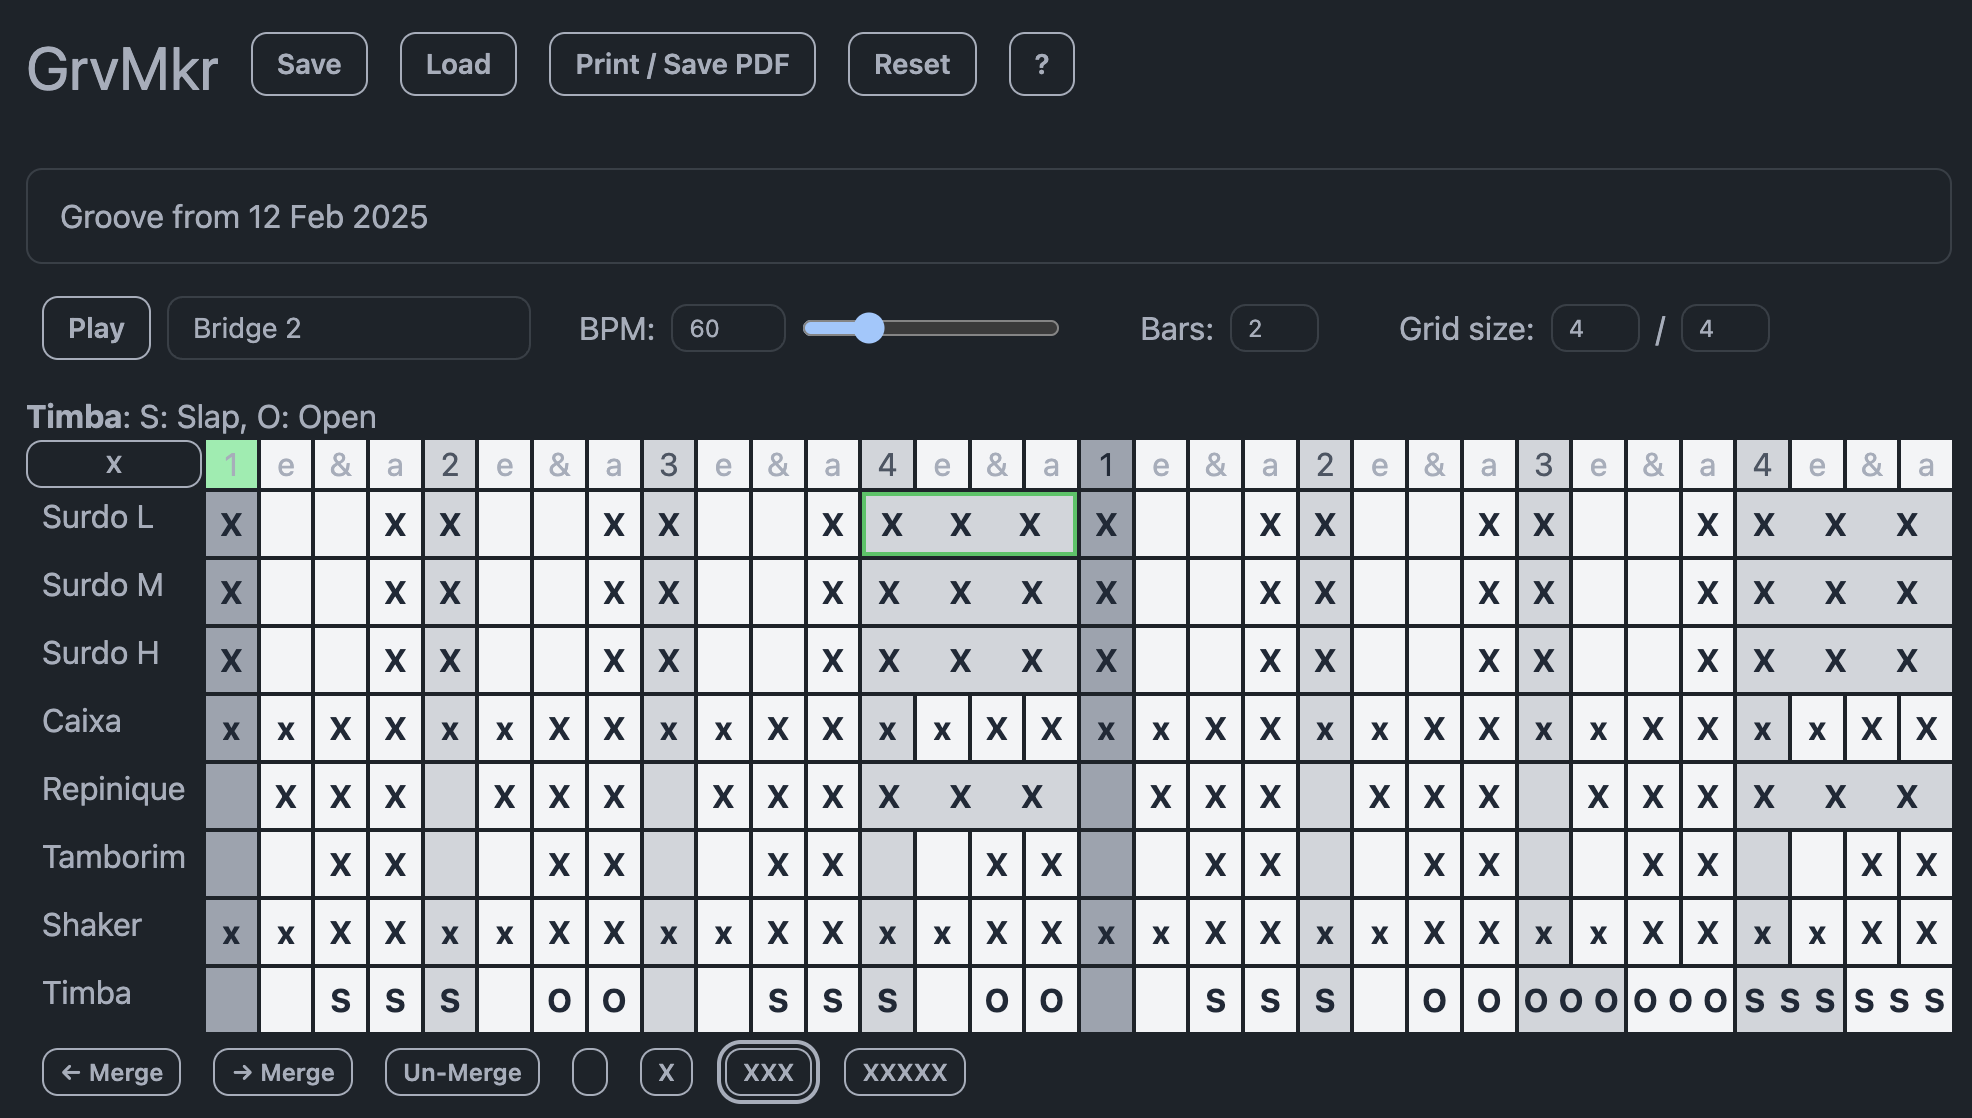 GrvMkr Save Load Print / Save PDF Reset ?
Groove from 12 Feb 2025
Play Bridge 2 BPM: 60 Bars: 2 Grid size: 4 / 4
Timba: S: Slap, O: Open
X 1 e & a 2 e & a 3 e & a 4 e & a 1 e & a 2 e & a 3 e & a 4 e & a
Surdo L X X X X X X X X X X X X X X X X X X
Surdo M X X X X X X X X X X X X X X X X X X
Surdo H X X X X X X X X X X X X X X X X X X
Caixa x x X X x x X X x x X X x x X X x x X X x x X X x x X X x x X X
Repinique X X X X X X X X X X X X X X X X X X X X X X X X
Tamborim X X X X X X X X X X X X X X X X
Shaker x x X X x x X X x x X X x x X X x x X X x x X X x x X X x x X X
Timba S S S O O S S S O O S S S O O O O O O O O S S S S S S
← Merge → Merge Un-Merge X XXX XXXXX